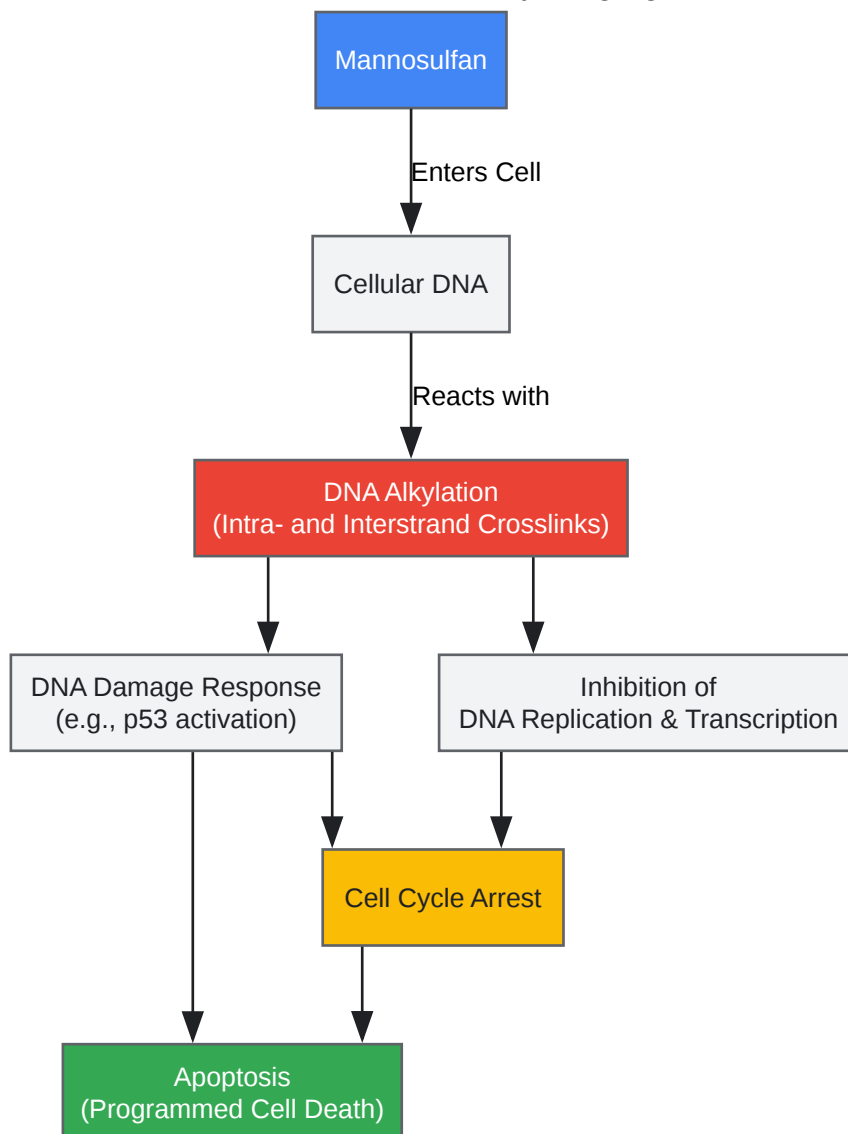 Mannosulfan
Enters Cell
Cellular DNA
Reacts with
DNA Alkylation
(Intra- and Interstrand Crosslinks)
DNA Damage Response
(e.g., p53 activation)
Inhibition of
DNA Replication & Transcription
Cell Cycle Arrest
Apoptosis
(Programmed Cell Death)